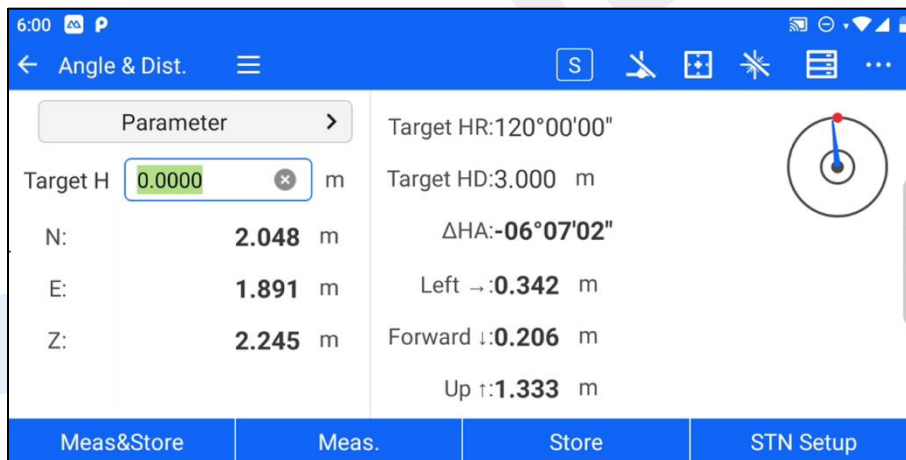 6:00
Angle & Dist.
S
Parameter
Target H 0.0000 m
N: 2.048 m
E: 1.891 m
Z: 2.245 m
Target HR:120°00'00"
Target HD:3.000 m
ΔHA:-06°07'02"
Left →:0.342 m
Forward ↓:0.206 m
Up ↑:1.333 m
Meas&Store Meas. Store STN Setup